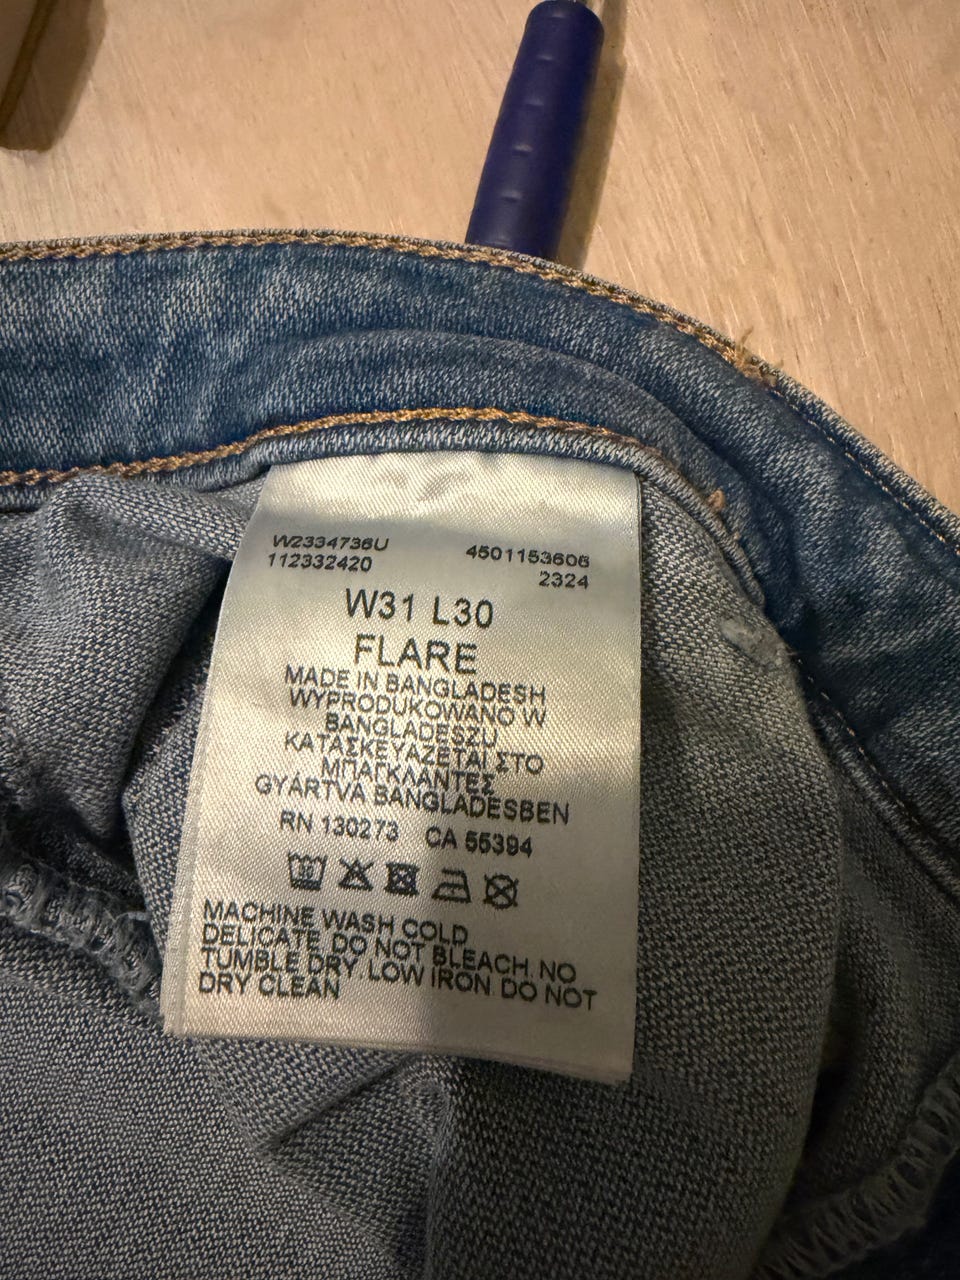 W2334736U 4501153606
112332420 2324
W31 L30
FLARE
MADE IN BANGLADESH
WYPRODUKOWANO W
BANGLADESZU
ΚΑΤΑΣΚΕΥΑΖΕΤΑΙ ΣΤΟ
ΜΠΑΓΚΛΑΝΤΕΣ
GYÁRTVA BANGLADESBEN
RN 130273 CA 55394
MACHINE WASH COLD
DELICATE. DO NOT BLEACH. NO
TUMBLE DRY. LOW IRON. DO NOT
DRY CLEAN